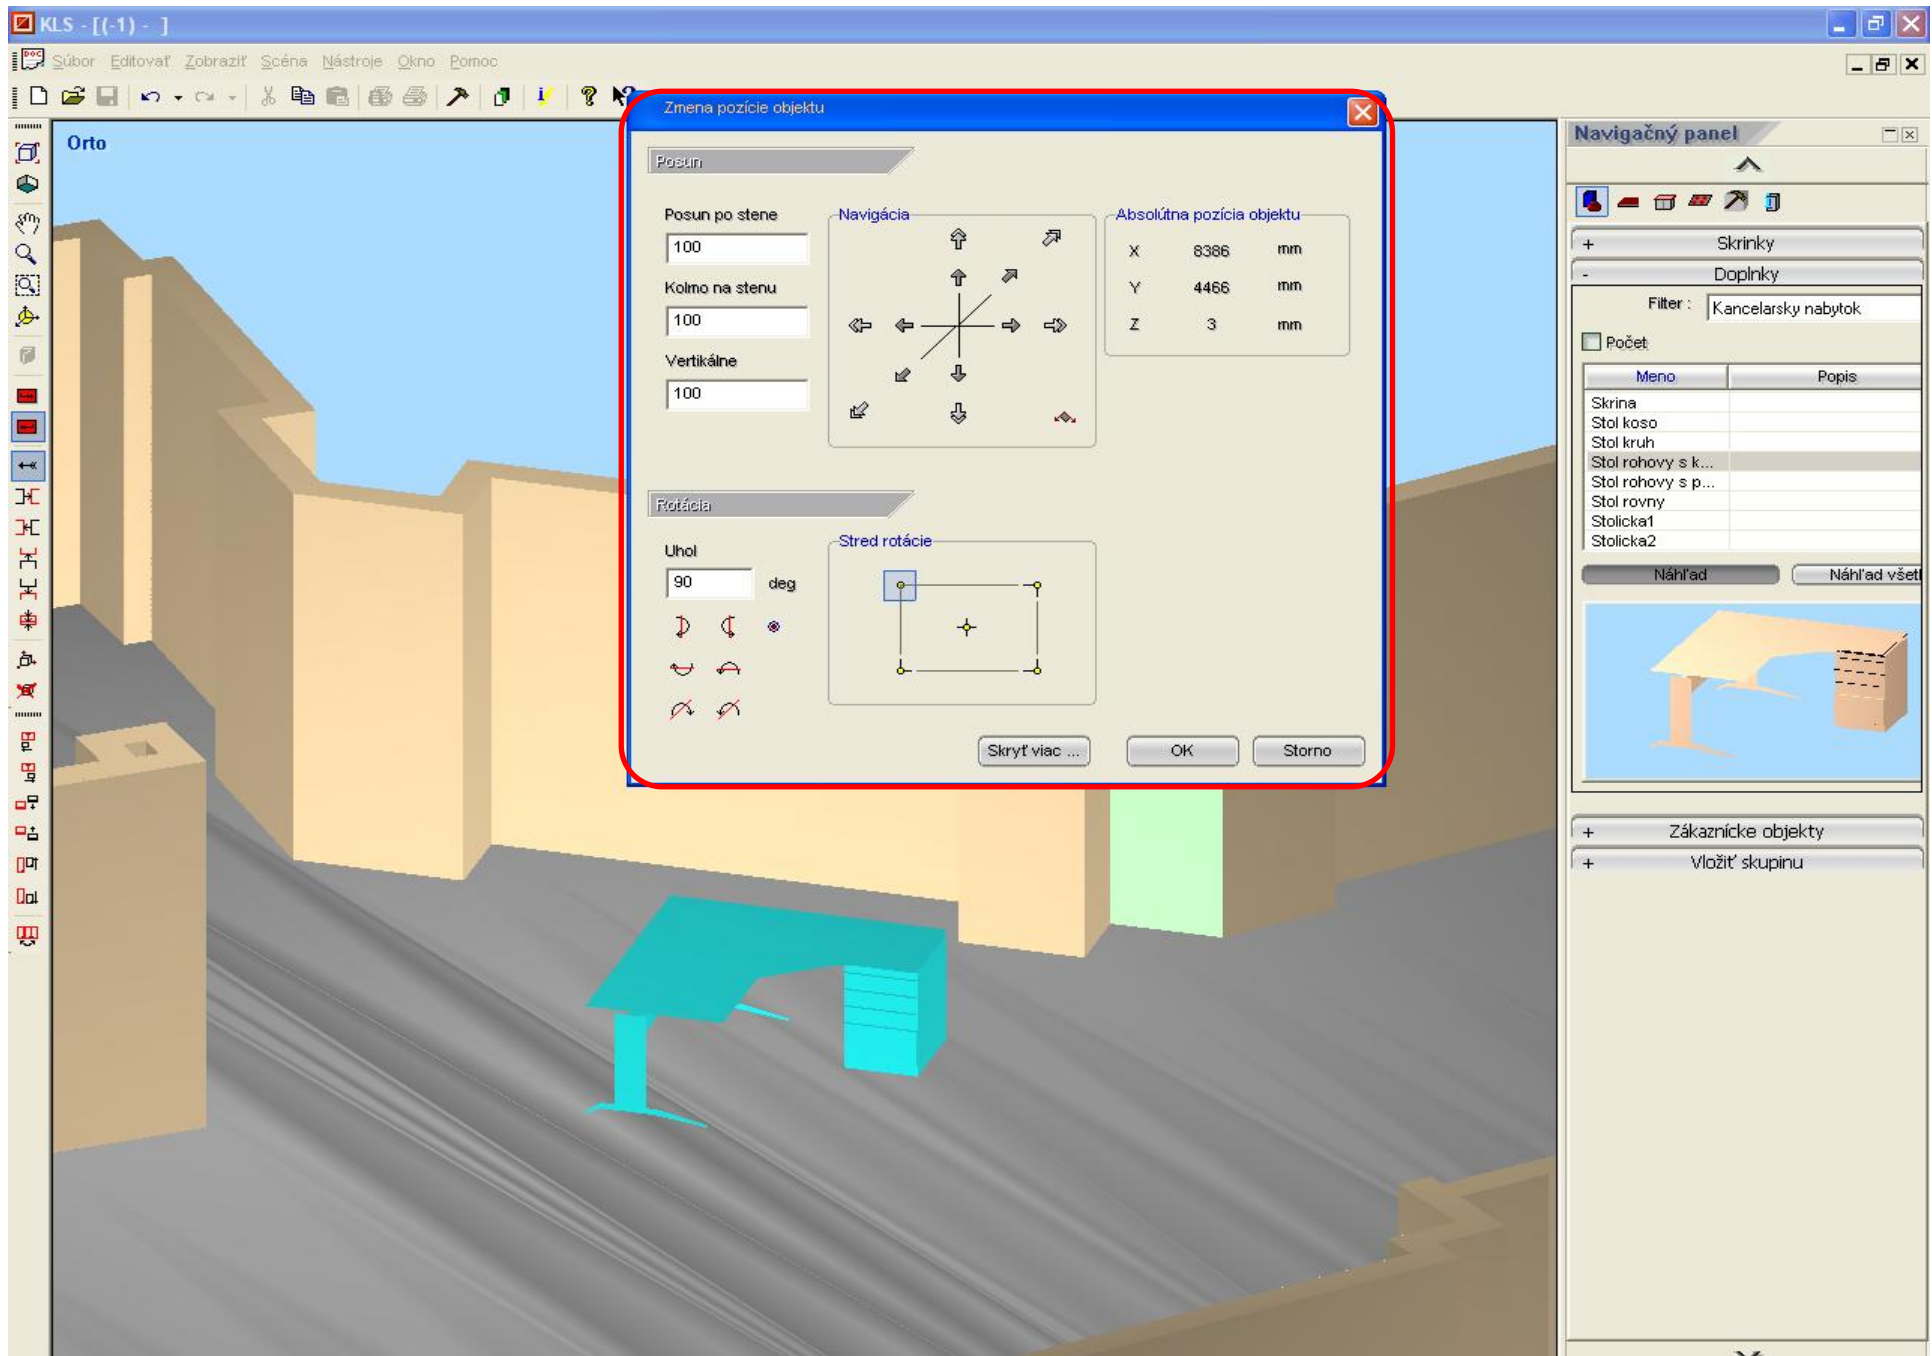 KLS - [(-1) - ]
Súbor Editovať Zobraziť Scéna Nástroje Okno Pomoc
Orto
Zmena pozície objektu
Posun
Posun po stene
100
Kolmo na stenu
100
Vertikálne
100
Navigácia
Absolútna pozícia objektu
X 8386 mm
Y 4466 mm
Z 3 mm
Rotácia
Uhol
90 deg
Stred rotácie
Skryť viac ...
OK
Storno
Navigačný panel
+ Skrinky
- Doplnky
Filter : Kancelarsky nabytok
Počet
Meno Popis
Skrina
Stol koso
Stol kruh
Stol rohovy s k...
Stol rohovy s p...
Stol rovny
Stolicka1
Stolicka2
Náhľad
Náhľad všetl
+ Zákaznícke objekty
+ Vložiť skupinu